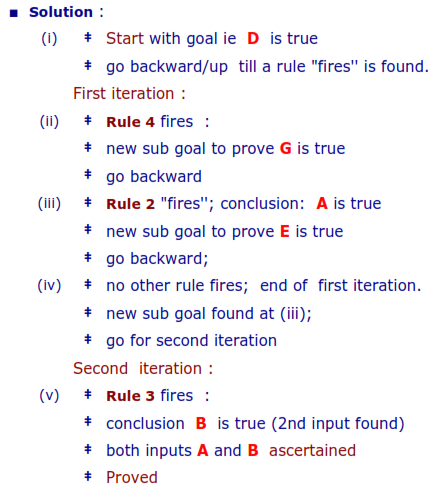 ▪ Solution :
(i) ⇞ Start with goal ie D is true
⇞ go backward/up till a rule "fires'' is found.
First iteration :
(ii) ⇞ Rule 4 fires :
⇞ new sub goal to prove G is true
⇞ go backward
(iii) ⇞ Rule 2 "fires''; conclusion: A is true
⇞ new sub goal to prove E is true
⇞ go backward;
(iv) ⇞ no other rule fires; end of first iteration.
⇞ new sub goal found at (iii);
⇞ go for second iteration
Second iteration :
(v) ⇞ Rule 3 fires :
⇞ conclusion B is true (2nd input found)
⇞ both inputs A and B ascertained
⇞ Proved